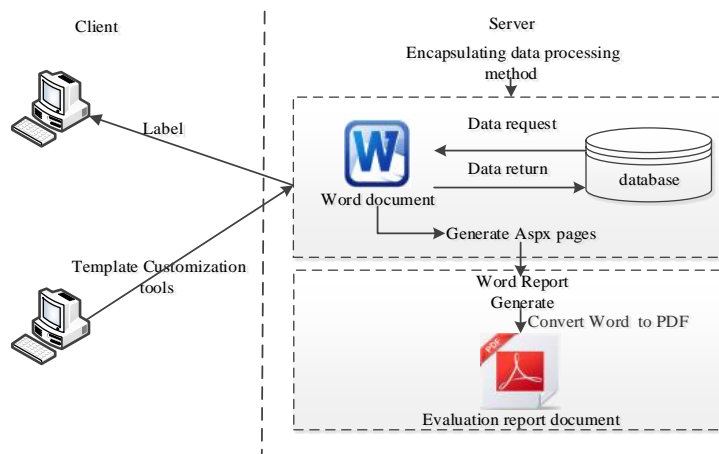 Client
Server
Encapsulating data processing
method
Label
Data request
W
Data return
database
Word document
Generate Aspx pages
Template Customization
tools
Word Report
Generate
Convert Word to PDF
PDF
Evaluation report document